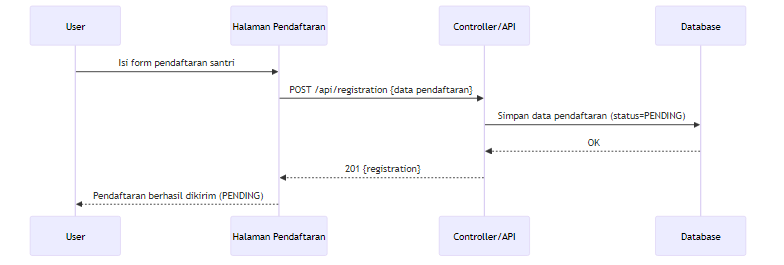 User
Halaman Pendaftaran
Controller/API
Database
Isi form pendaftaran santri
POST /api/registration {data pendaftaran}
Simpan data pendaftaran (status=PENDING)
OK
201 {registration}
Pendaftaran berhasil dikirim (PENDING)
User
Halaman Pendaftaran
Controller/API
Database